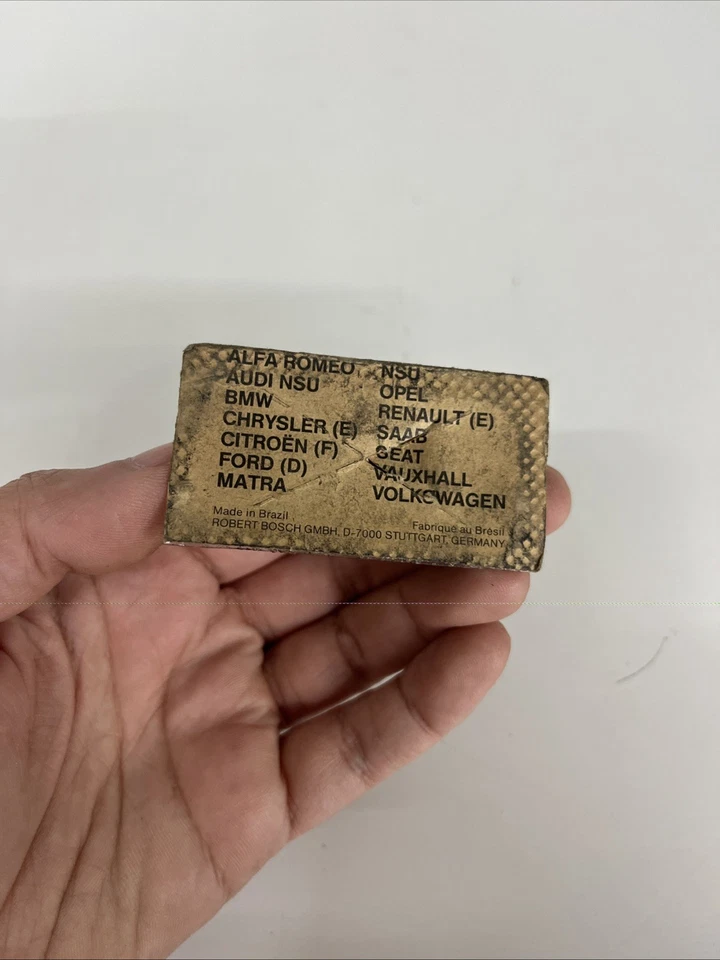 ALFA ROMEO
AUDI NSU
BMW
CHRYSLER (E)
CITROËN (F)
FORD (D)
MATRA
NSU
OPEL
RENAULT (E)
SAAB
SEAT
VAUXHALL
VOLKSWAGEN
Made in Brazil
Fabriqué au Brésil
ROBERT BOSCH GMBH, D-7000 STUTTGART, GERMANY